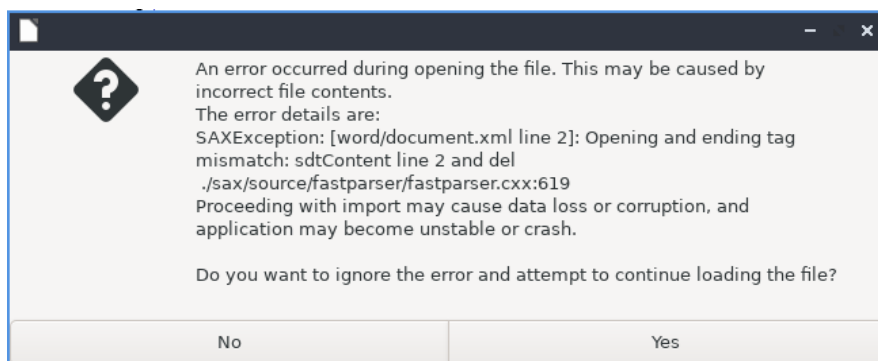 An error occurred during opening the file. This may be caused by
incorrect file contents.
The error details are:
SAXException: [word/document.xml line 2]: Opening and ending tag
mismatch: sdtContent line 2 and del
./sax/source/fastparser/fastparser.cxx:619
Proceeding with import may cause data loss or corruption, and
application may become unstable or crash.
Do you want to ignore the error and attempt to continue loading the file?
No
Yes